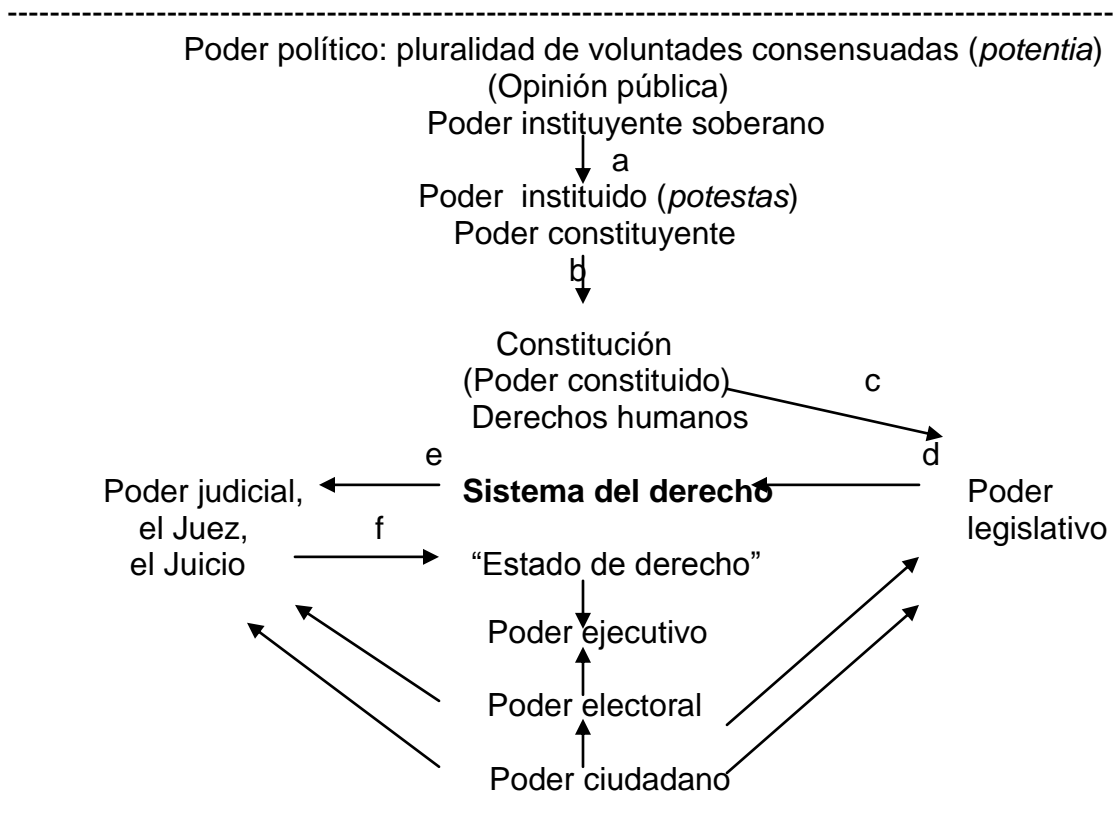 Poder político: pluralidad de voluntades consensuadas (potentia)
(Opinión pública)
Poder instituyente soberano
a
Poder instituido (potestas)
Poder constituyente
b
Constitución
(Poder constituido) c
Derechos humanos
e d
Poder judicial, Sistema del derecho Poder
el Juez, f legislativo
el Juicio “Estado de derecho”
Poder ejecutivo
Poder electoral
Poder ciudadano